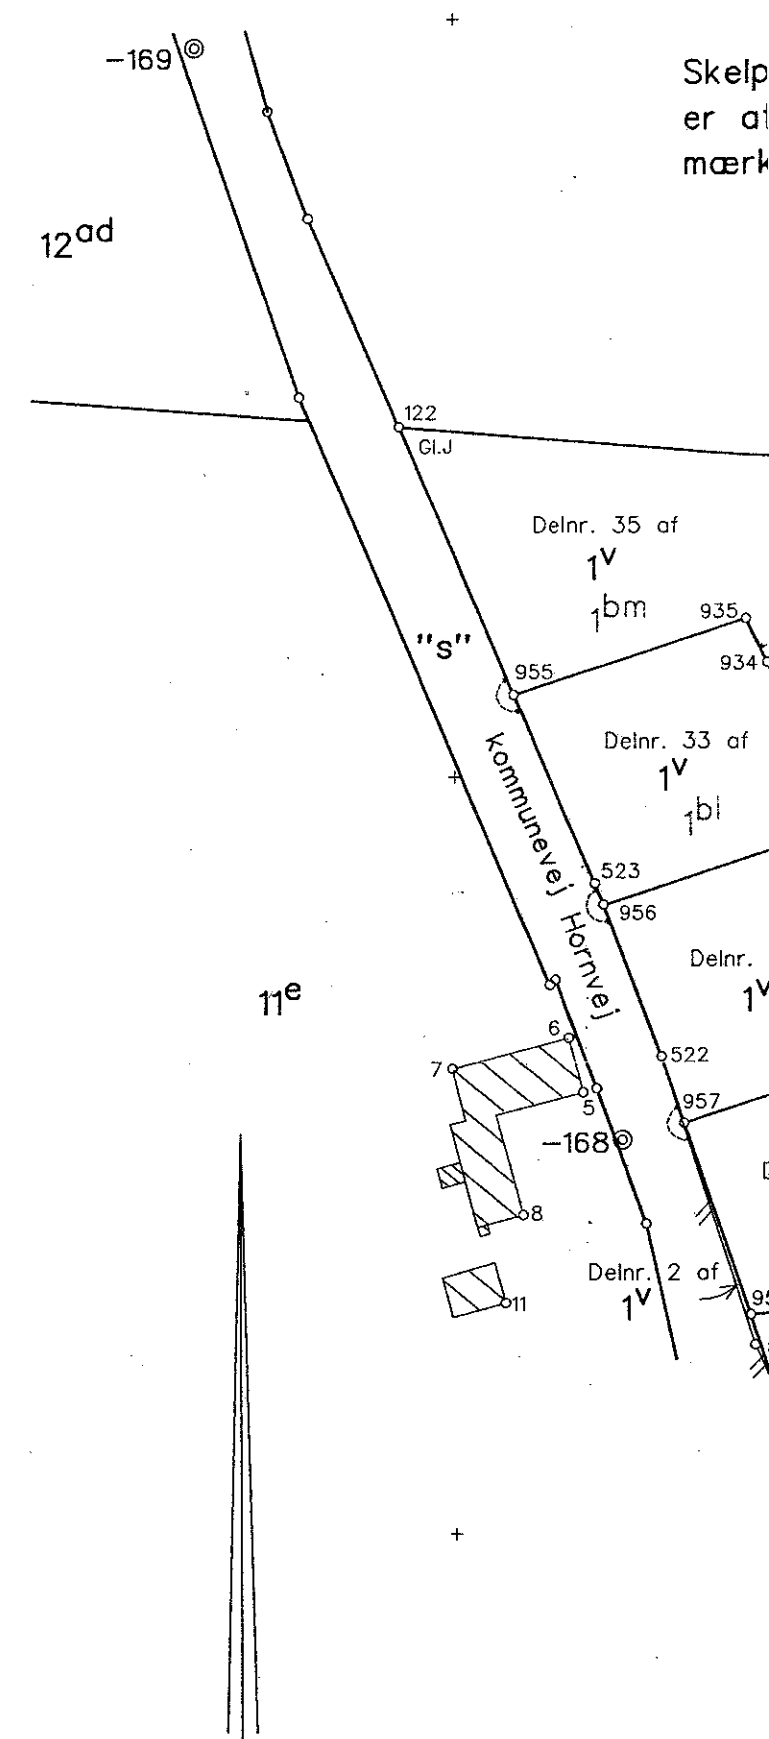 -169
Skelp
er at
mærk
12ad
122
Gl.J
Delnr. 35 af
1v
1bm
935
"s"
955
934
Delnr. 33 af
1v
1bl
kommunevej Hornvej
523
956
Delnr.
1v
11e
6
7
522
5
957
-168
8
Delnr. 2 af
1v
11
95